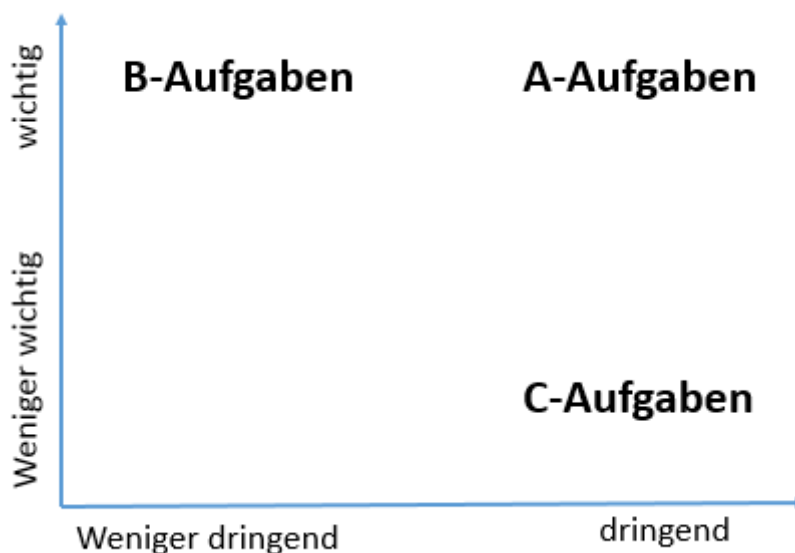 wichtig
B-Aufgaben
A-Aufgaben
Weniger wichtig
C-Aufgaben
Weniger dringend
dringend